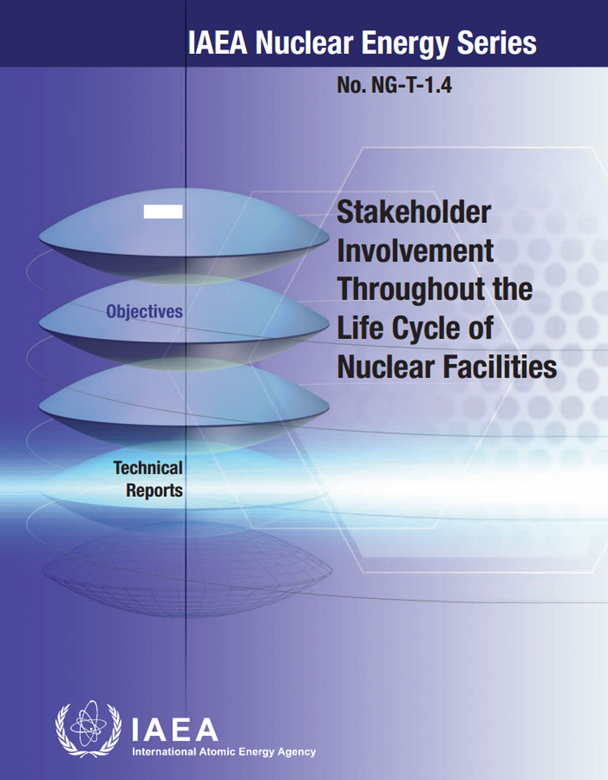 IAEA Nuclear Energy Series
No. NG-T-1.4
Stakeholder
Involvement
Throughout the
Life Cycle of
Nuclear Facilities
Objectives
Technical
Reports
IAEA
International Atomic Energy Agency